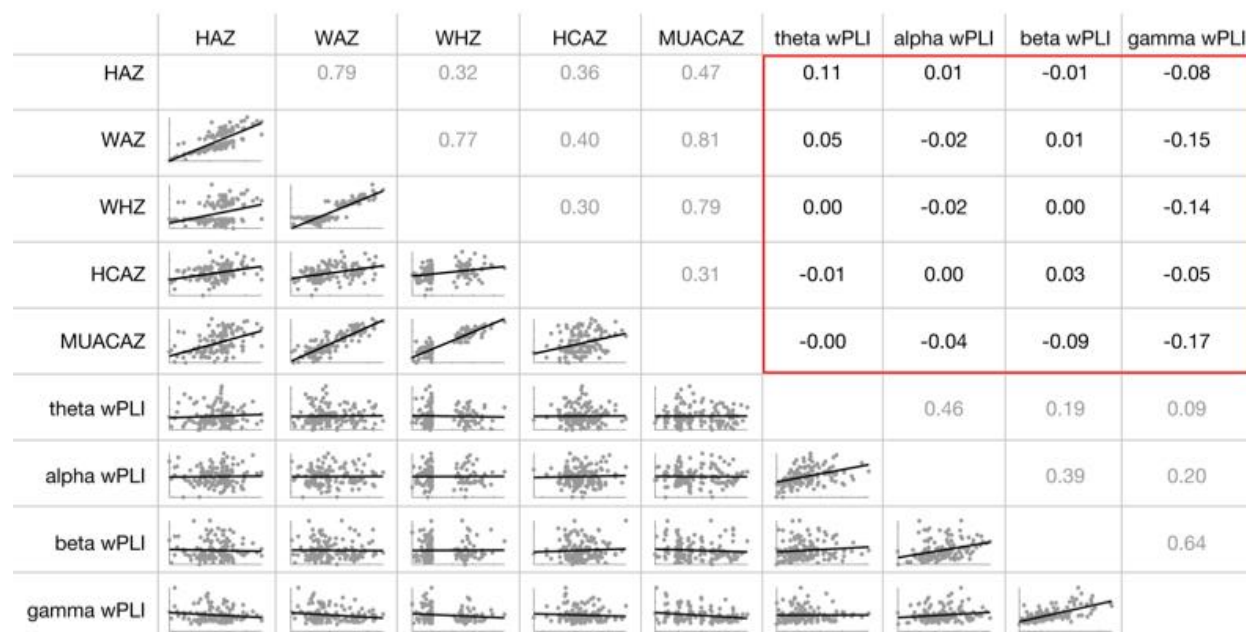 HAZ WAZ WHZ HCAZ MUACAZ theta wPLI alpha wPLI beta wPLI gamma wPLI
HAZ 0.79 0.32 0.36 0.47 0.11 0.01 -0.01 -0.08
WAZ 0.77 0.40 0.81 0.05 -0.02 0.01 -0.15
WHZ 0.30 0.79 0.00 -0.02 0.00 -0.14
HCAZ 0.31 -0.01 0.00 0.03 -0.05
MUACAZ -0.00 -0.04 -0.09 -0.17
theta wPLI 0.46 0.19 0.09
alpha wPLI 0.39 0.20
beta wPLI 0.64
gamma wPLI